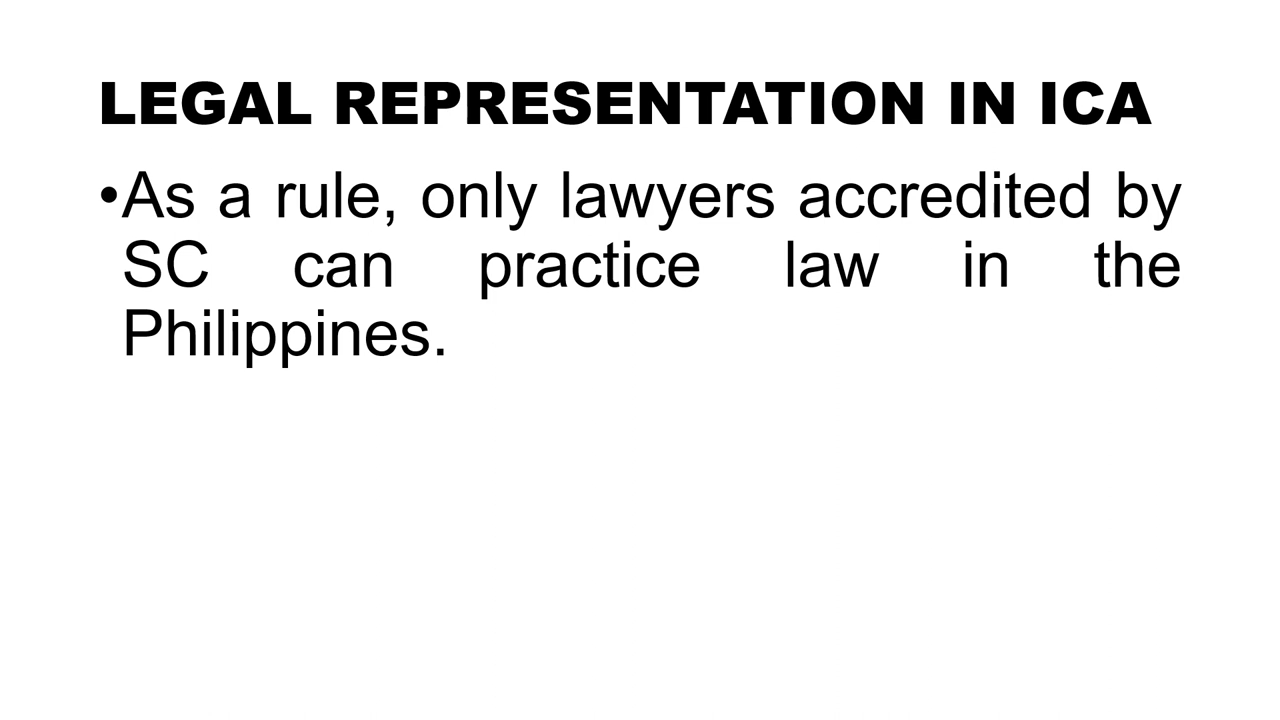 LEGAL REPRESENTATION IN ICA
•As a rule, only lawyers accredited by
SC can practice law in the
Philippines.